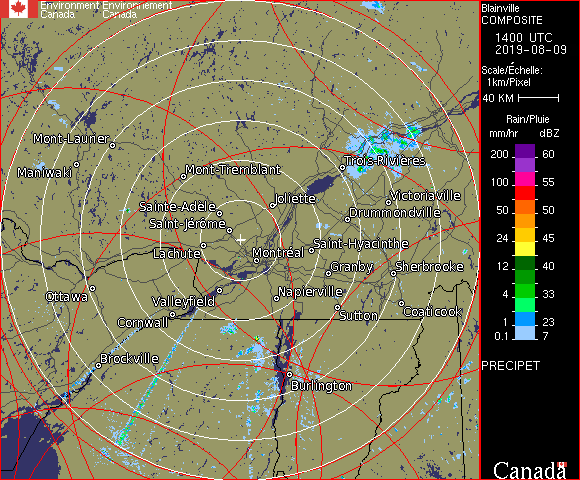 Environment Environnement
Canada Canada
Blainville
COMPOSITE
1400 UTC
2019-08-09
Scale/Échelle:
1km/Pixel
40 KM
Rain/Pluie
mm/hr dBZ
200 60
150 57
100 55
50 50
24 45
12 40
4 33
1 23
0.1 7
PRECIPET
Canada
Mont-Laurier
Maniwaki
Mont-Tremblant
Trois-Rivières
Sainte-Adèle
Joliette
Victoriaville
Drummondville
Saint-Jérôme
Lachute
Montréal
Saint-Hyacinthe
Granby
Sherbrooke
Ottawa
Valleyfield
Napierville
Cornwall
Sutton
Coaticook
Brockville
Burlington